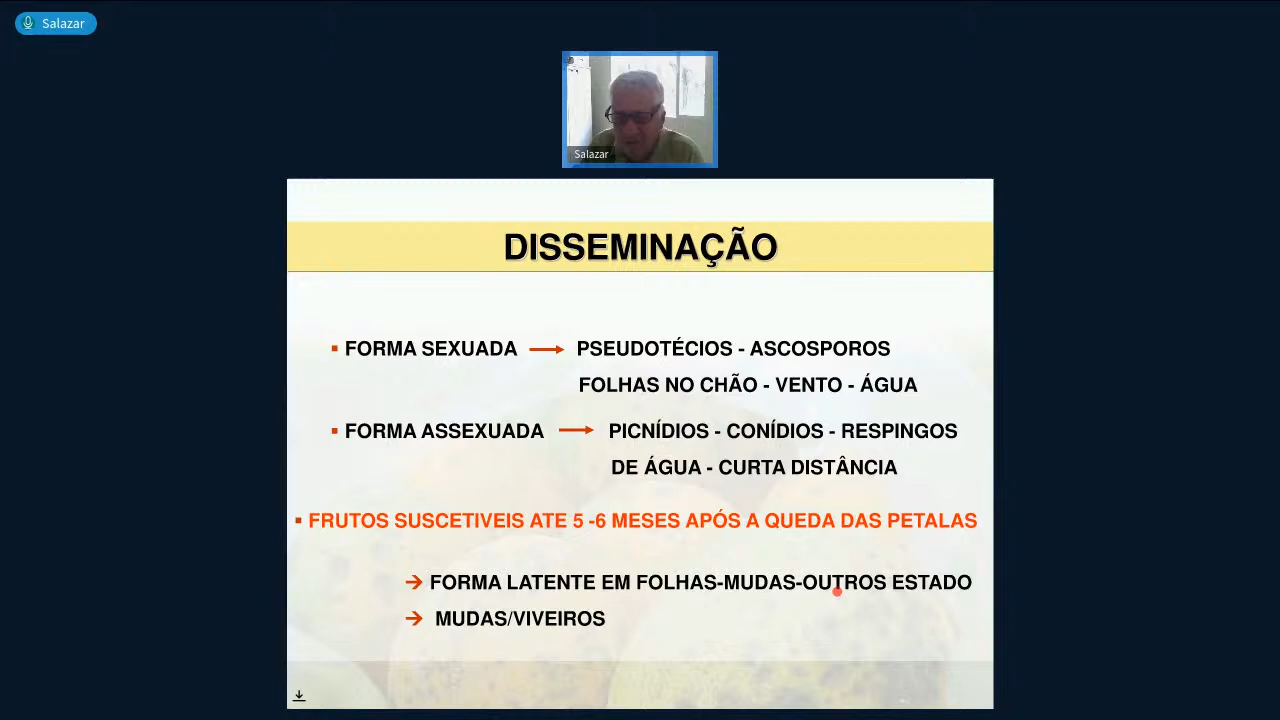 Salazar
Salazar
DISSEMINAÇÃO
▪ FORMA SEXUADA → PSEUDOTÉCIOS - ASCOSPOROS
FOLHAS NO CHÃO - VENTO - ÁGUA
▪ FORMA ASSEXUADA → PICNÍDIOS - CONÍDIOS - RESPINGOS
DE ÁGUA - CURTA DISTÂNCIA
▪ FRUTOS SUSCETIVEIS ATE 5 -6 MESES APÓS A QUEDA DAS PETALAS
→ FORMA LATENTE EM FOLHAS-MUDAS-OUTROS ESTADO
→ MUDAS/VIVEIROS